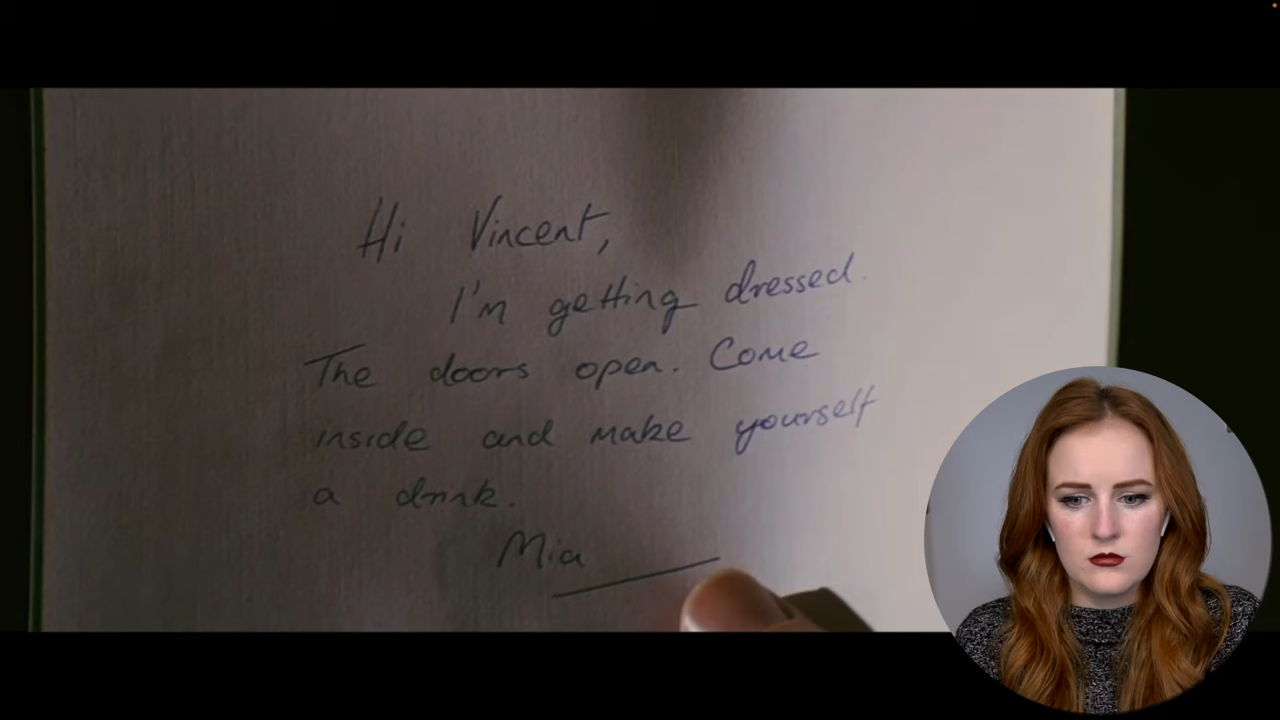 Hi Vincent,
I'm getting dressed.
The doors open. Come
inside and make yourself
a drink.
Mia